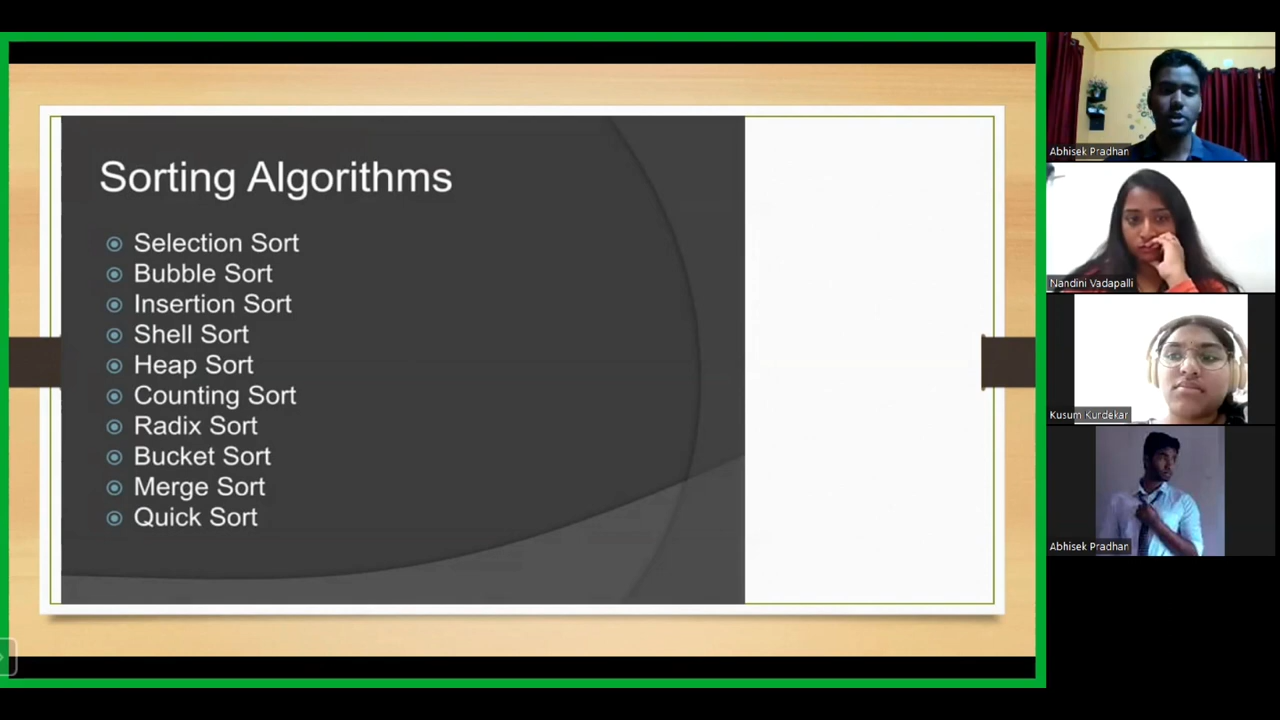 Sorting Algorithms
Selection Sort
Bubble Sort
Insertion Sort
Shell Sort
Heap Sort
Counting Sort
Radix Sort
Bucket Sort
Merge Sort
Quick Sort
Abhisek Pradhan
Nandini Vadapalli
Kusum Kurdekar
Abhisek Pradhan